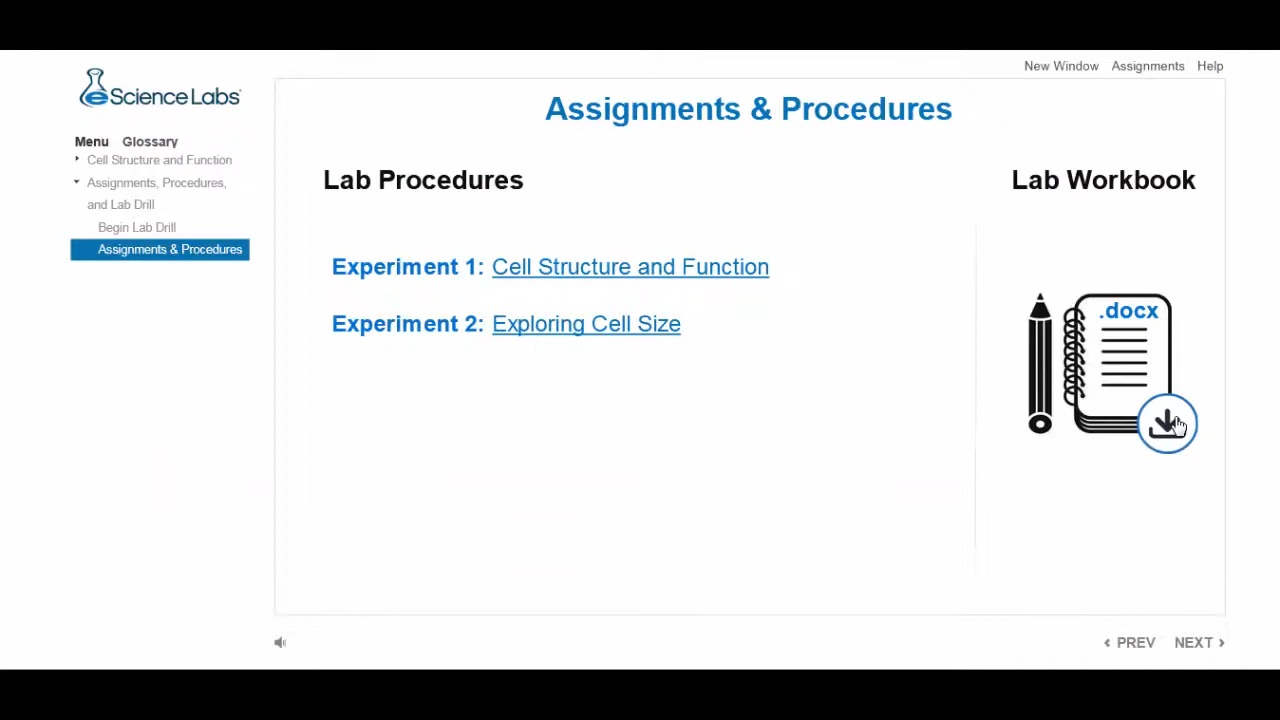 New Window Assignments Help
eScience Labs
Menu Glossary
Cell Structure and Function
Assignments, Procedures,
and Lab Drill
Begin Lab Drill
Assignments & Procedures
Assignments & Procedures
Lab Procedures
Experiment 1: Cell Structure and Function
Experiment 2: Exploring Cell Size
Lab Workbook
.docx
PREV NEXT